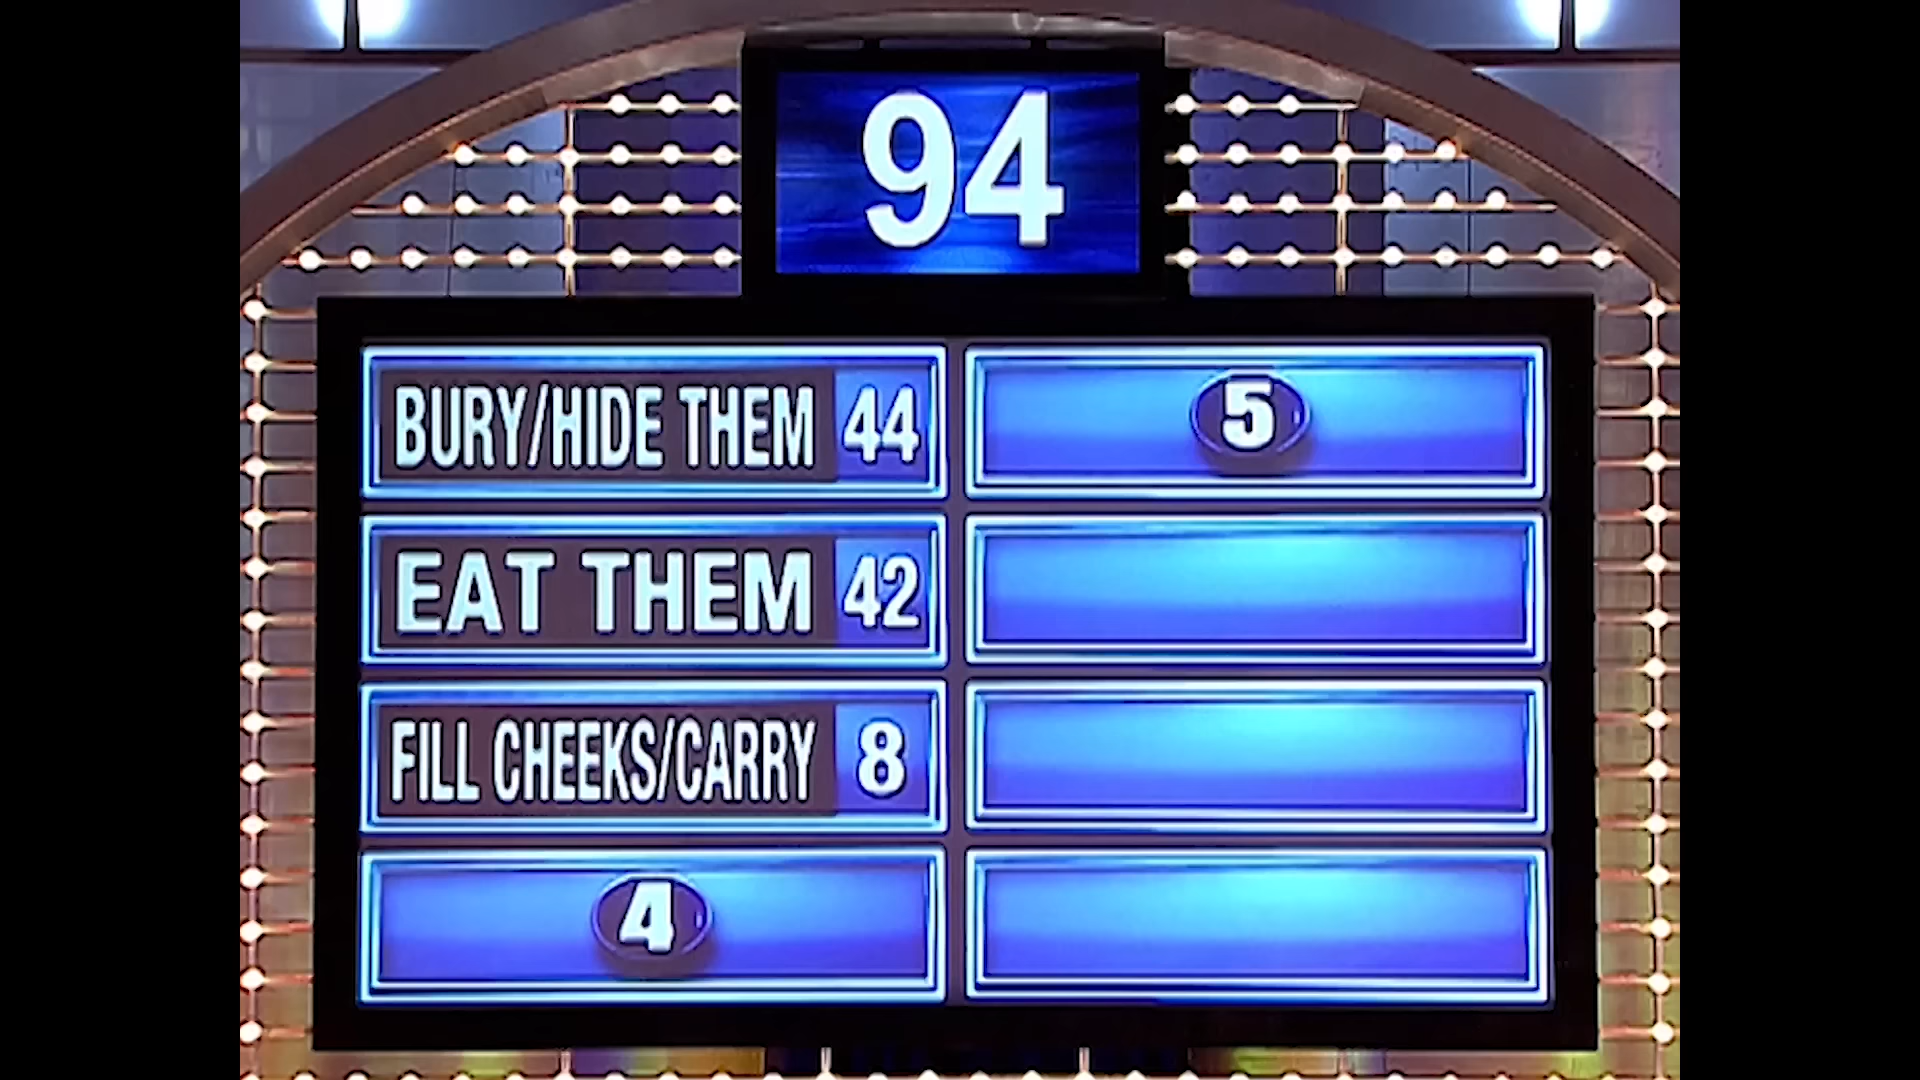 94
BURY/HIDE THEM 44
EAT THEM 42
FILL CHEEKS/CARRY 8
4
5